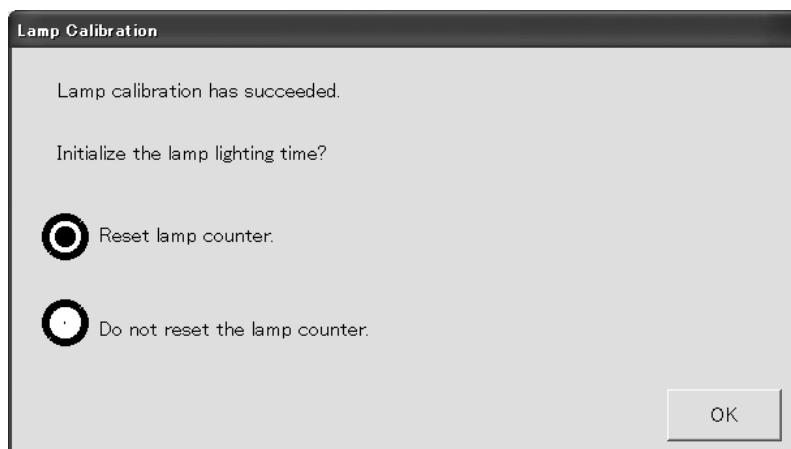 Lamp Calibration
Lamp calibration has succeeded.
Initialize the lamp lighting time?
Reset lamp counter.
Do not reset the lamp counter.
OK